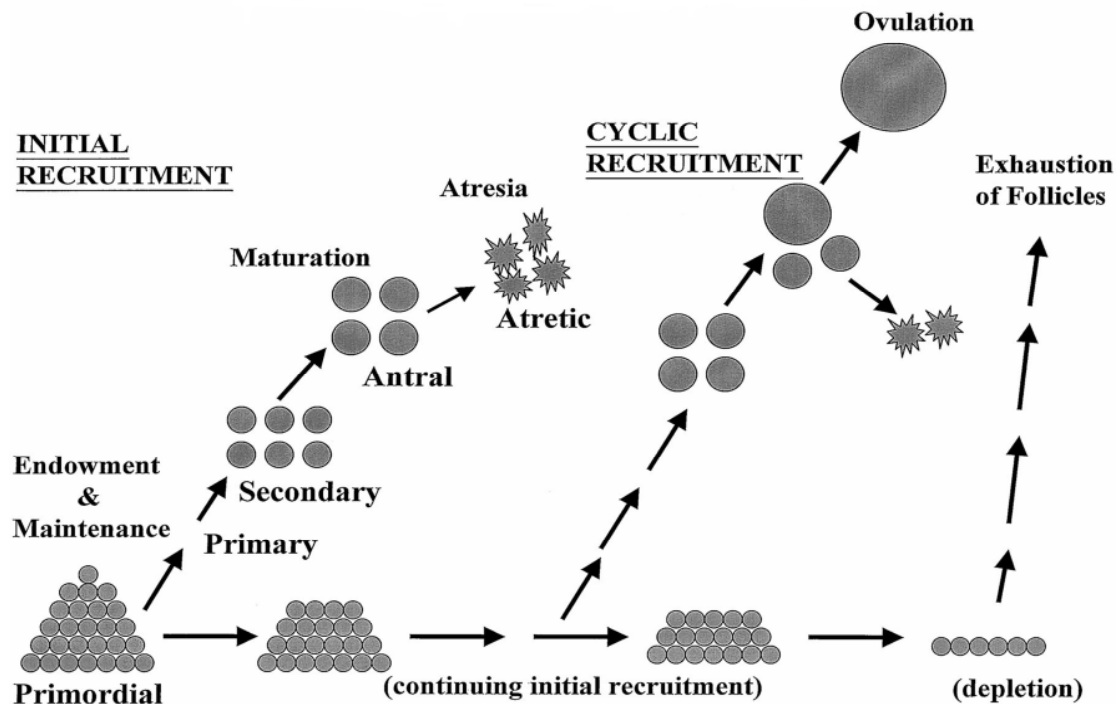 Ovulation
INITIAL
RECRUITMENT
CYCLIC
RECRUITMENT
Exhaustion
of Follicles
Atresia
Maturation
Atretic
Antral
Endowment
&
Maintenance
Secondary
Primary
Primordial
(continuing initial recruitment)
(depletion)